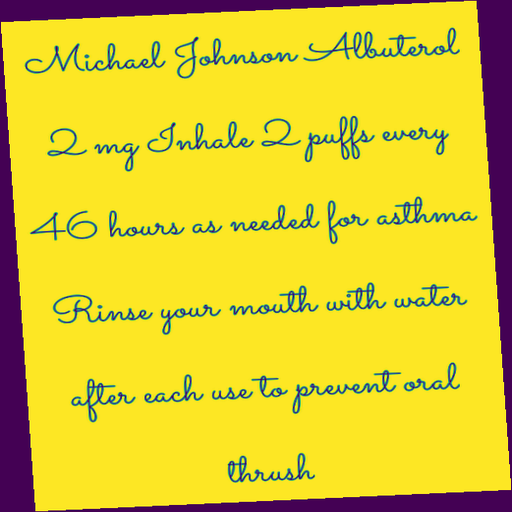 Michael Johnson Albuterol
2 mg Inhale 2 puffs every
46 hours as needed for asthma
Rinse your mouth with water
after each use to prevent oral
thrush